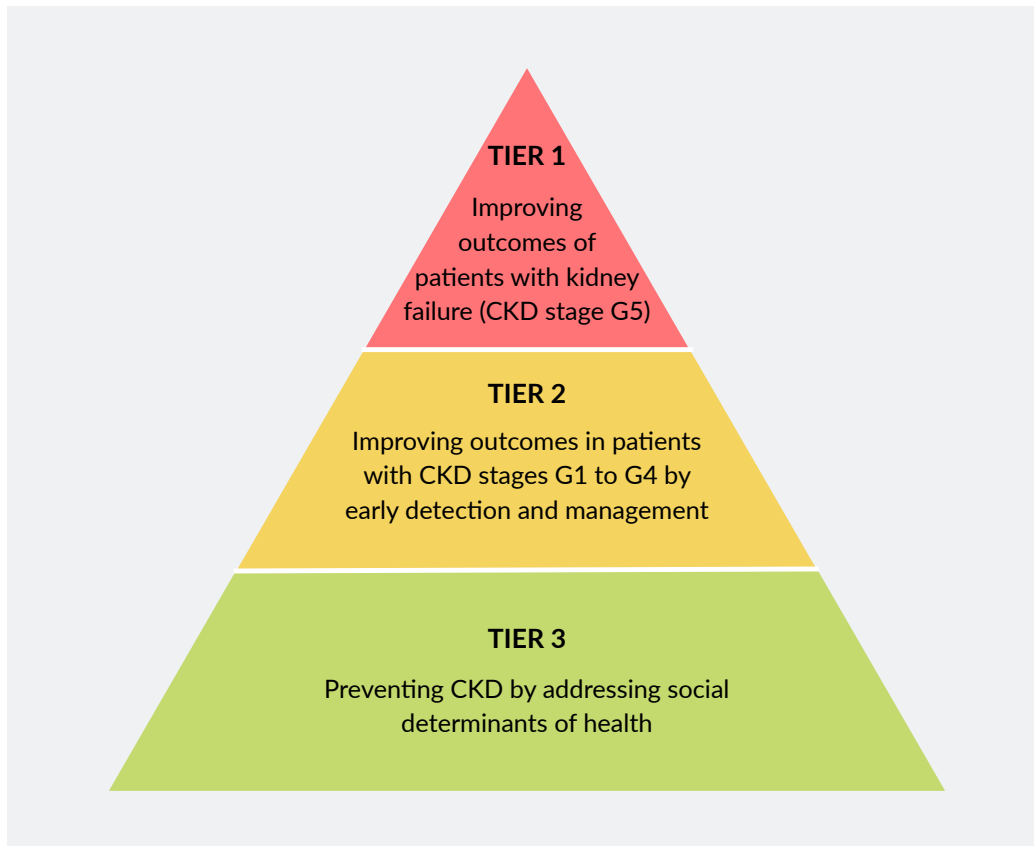 TIER 1
Improving
outcomes of
patients with kidney
failure (CKD stage G5)
TIER 2
Improving outcomes in patients
with CKD stages G1 to G4 by
early detection and management
TIER 3
Preventing CKD by addressing social
determinants of health